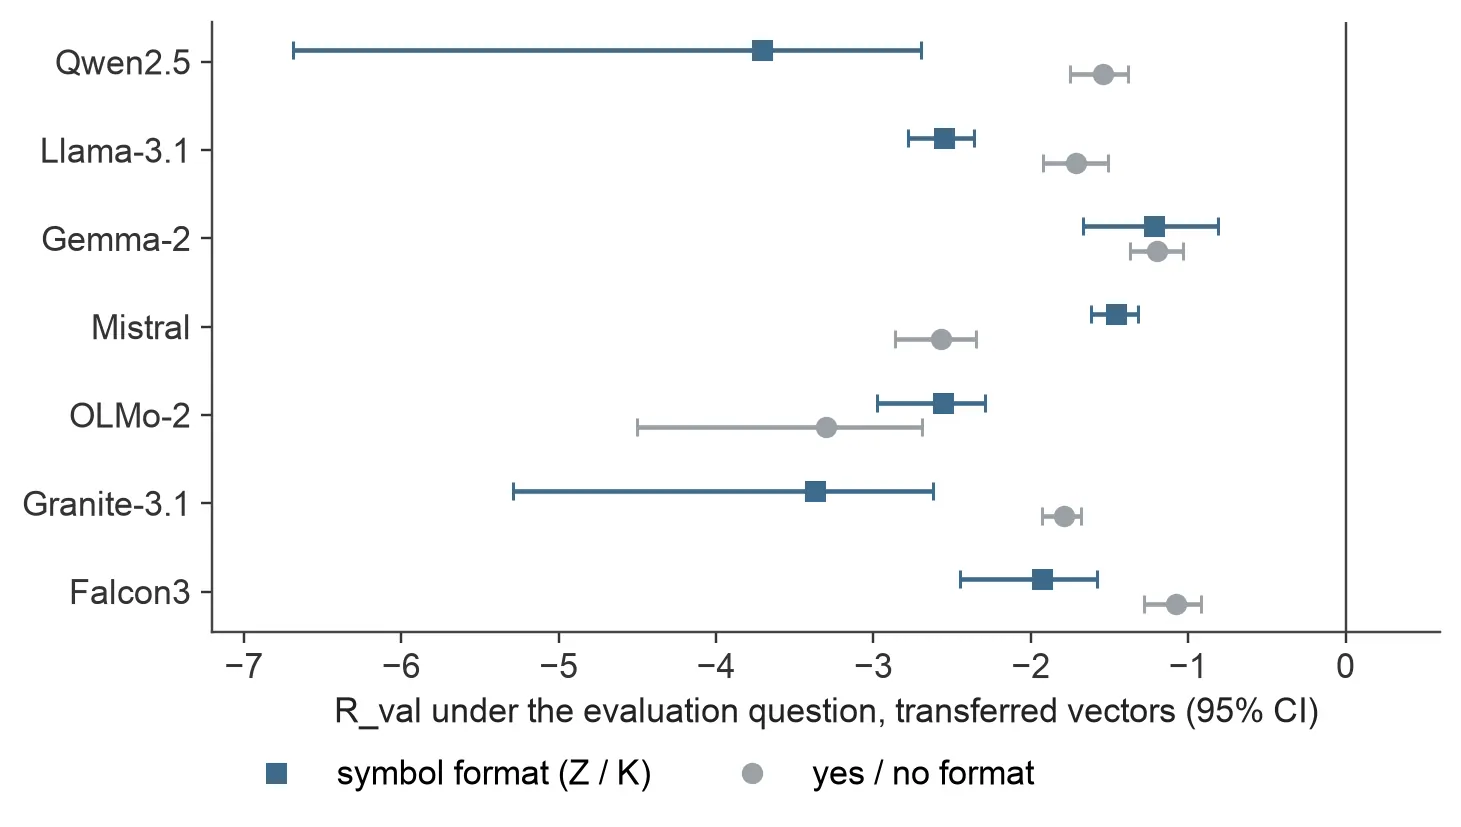 Qwen2.5
Llama-3.1
Gemma-2
Mistral
OLMo-2
Granite-3.1
Falcon3
−7 −6 −5 −4 −3 −2 −1 0
R_val under the evaluation question, transferred vectors (95% CI)
symbol format (Z / K) yes / no format